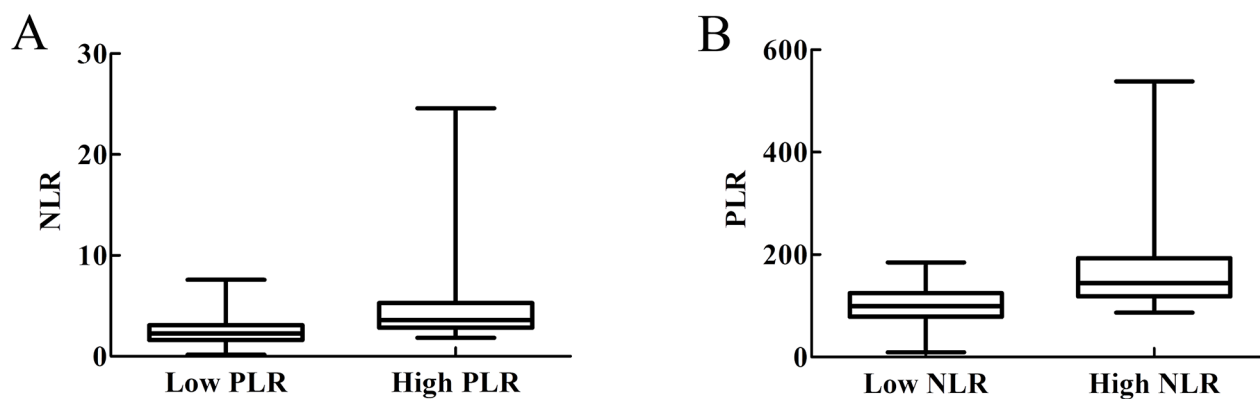 A
30
20
10
0
NLR
Low PLR
High PLR
B
600
400
200
0
PLR
Low NLR
High NLR